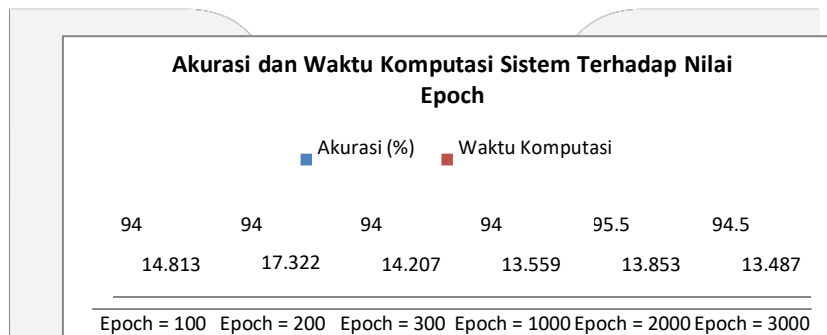 Akurasi dan Waktu Komputasi Sistem Terhadap Nilai
Epoch
Akurasi (%) Waktu Komputasi
94 94 94 94 95.5 94.5
14.813 17.322 14.207 13.559 13.853 13.487
Epoch = 100 Epoch = 200 Epoch = 300 Epoch = 1000 Epoch = 2000 Epoch = 3000